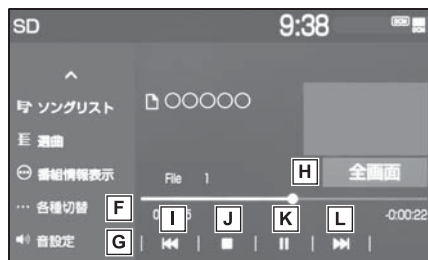 SD
9:38
ソングリスト
選曲
番組情報表示
各種切替
音設定
○○○○○
File 1
全画面
-0:00:22
F
G
H
I
J
K
L